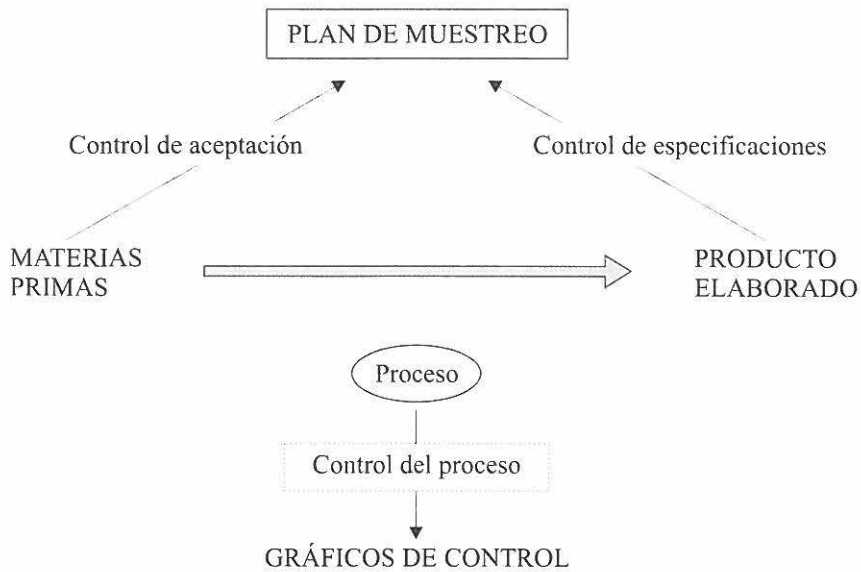 PLAN DE MUESTREO
Control de aceptación
Control de especificaciones
MATERIAS
PRIMAS
PRODUCTO
ELABORADO
Proceso
Control del proceso
GRÁFICOS DE CONTROL